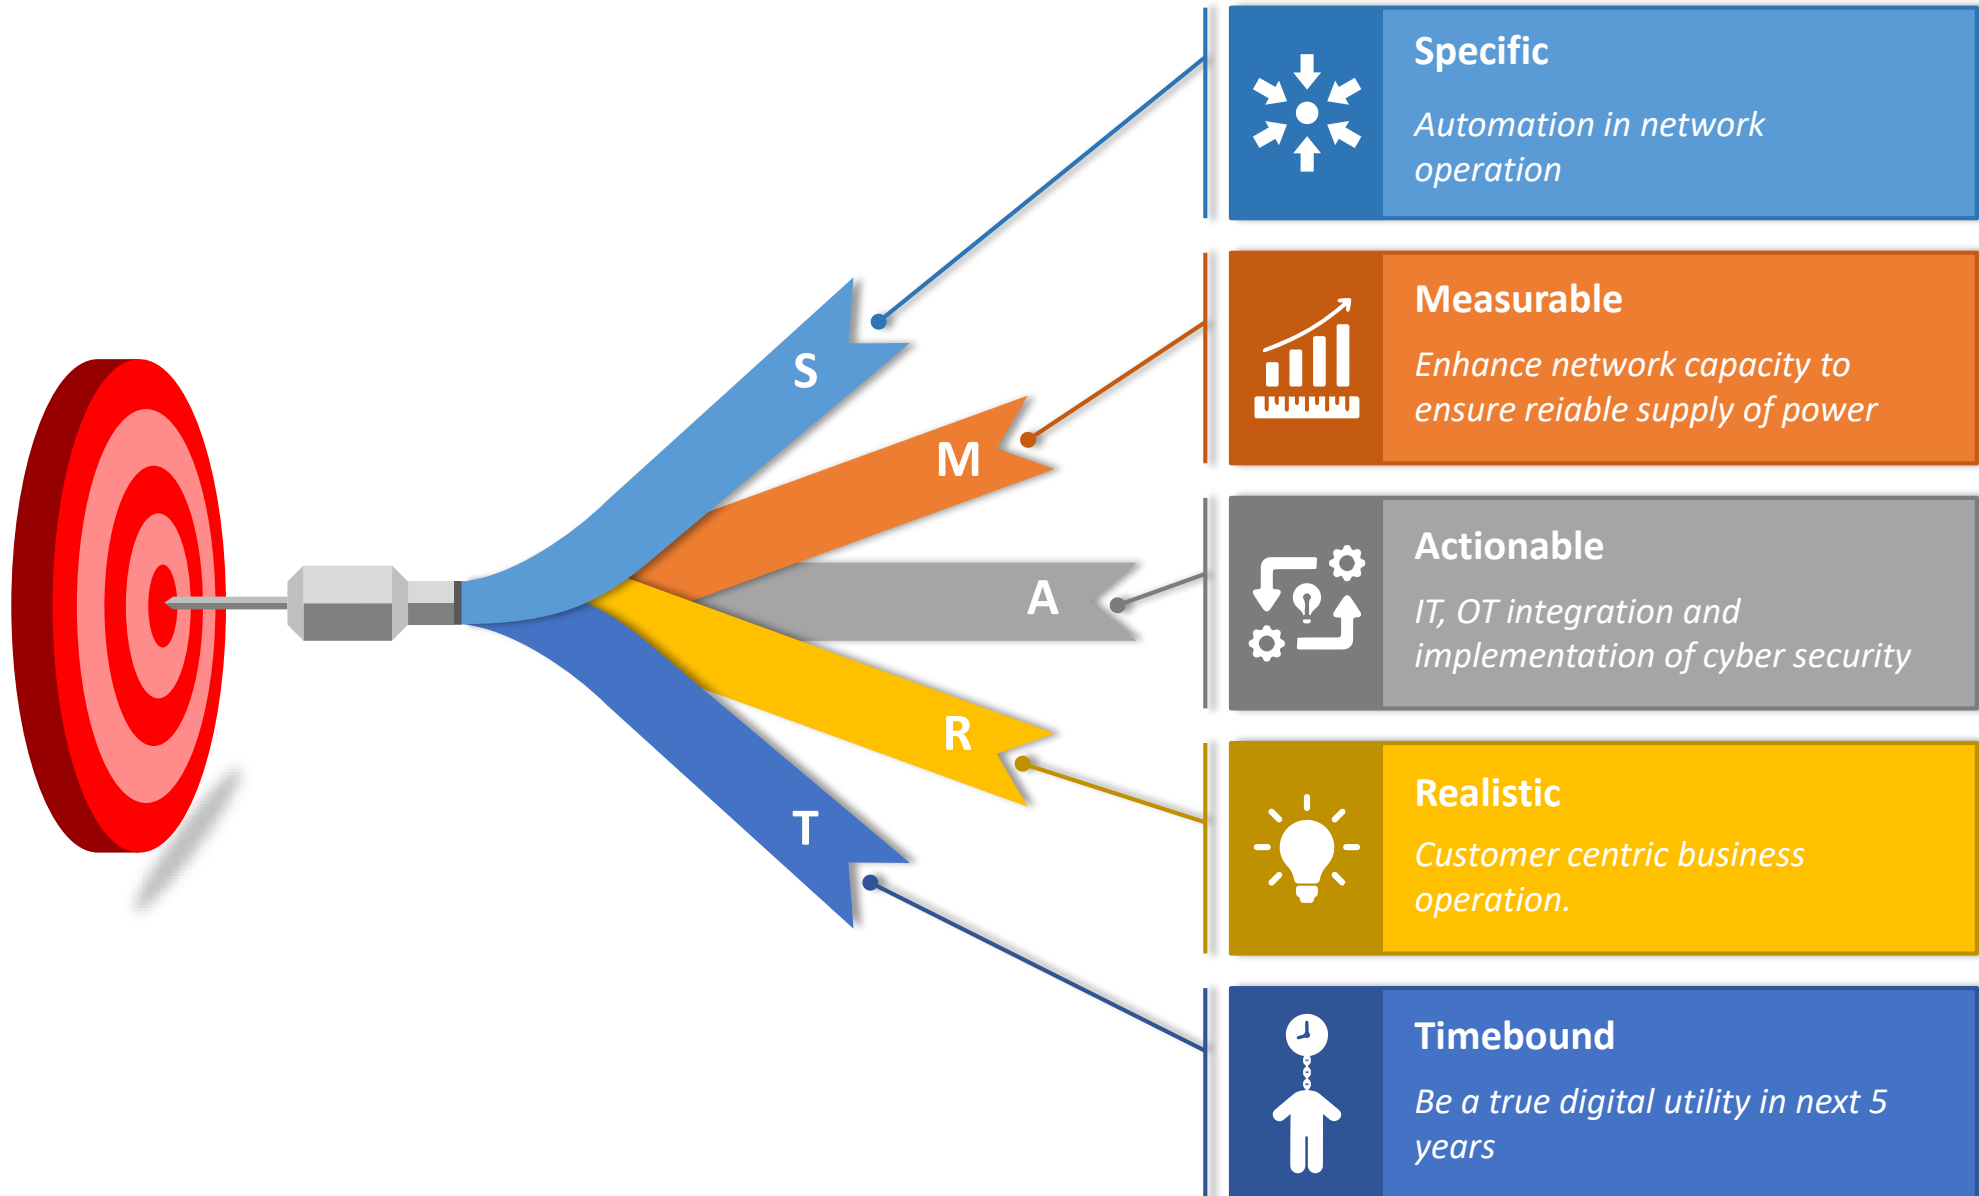 S
M
A
R
T
Specific
Automation in network
operation
Measurable
Enhance network capacity to
ensure reiable supply of power
Actionable
IT, OT integration and
implementation of cyber security
Realistic
Customer centric business
operation.
Timebound
Be a true digital utility in next 5
years